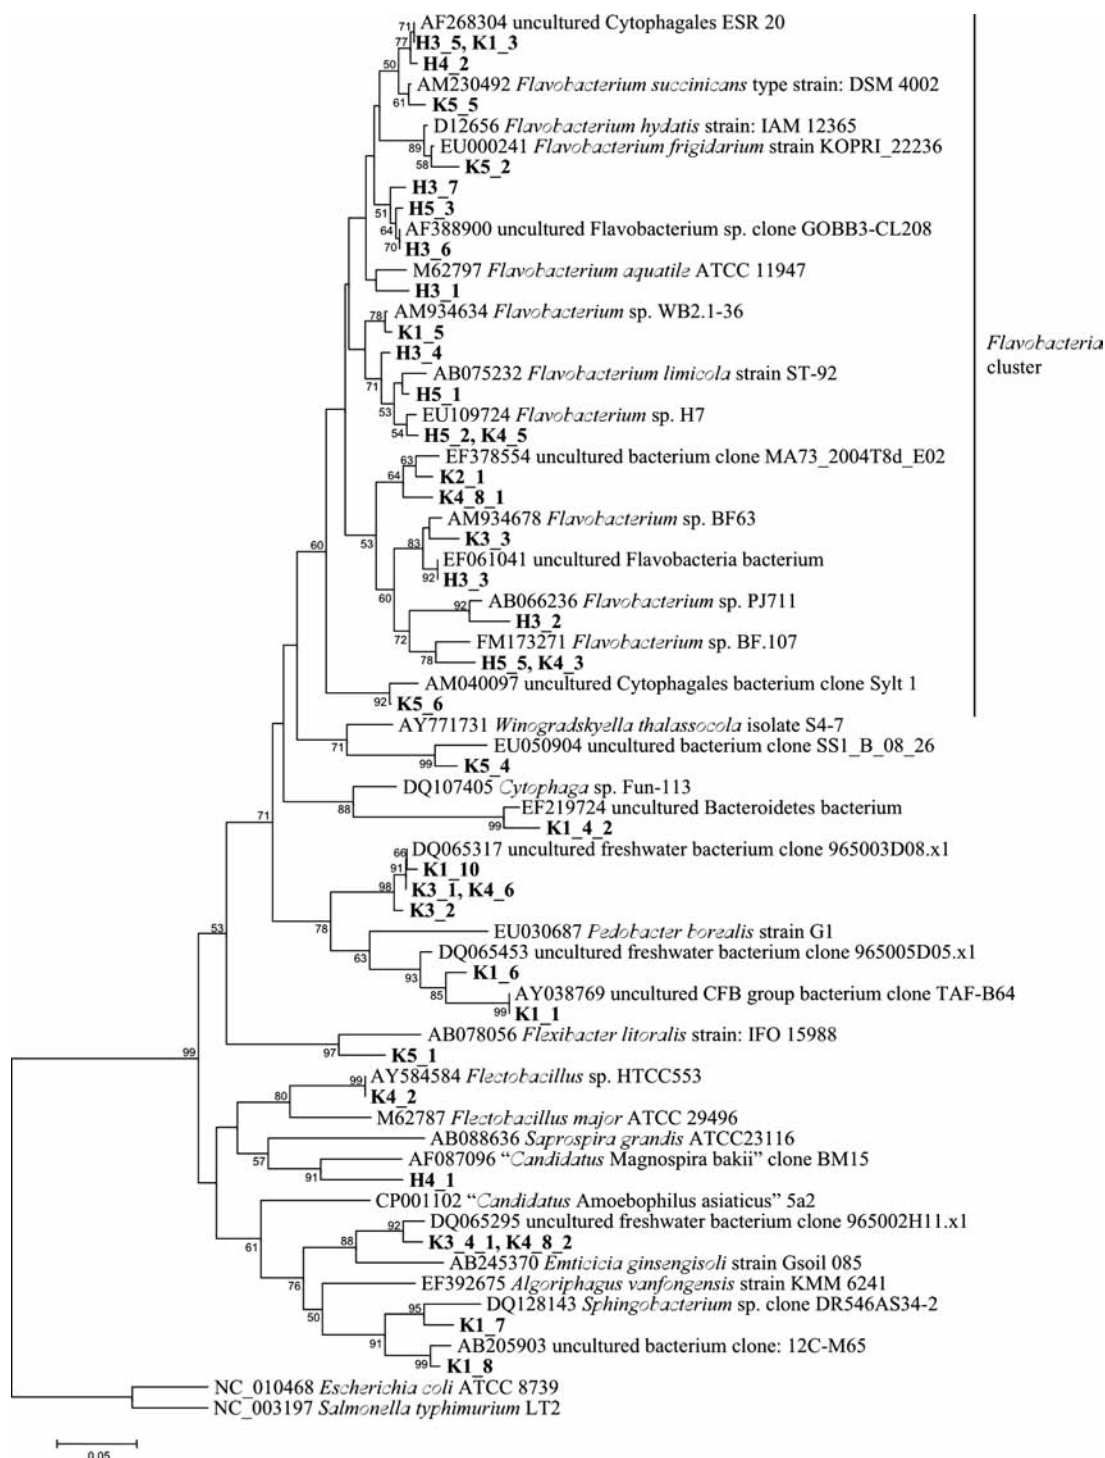 AF268304 uncultured Cytophagales ESR 20
71
77
H3_5, K1_3
50
H4_2
AM230492 Flavobacterium succinicans type strain: DSM 4002
61
K5_5
D12656 Flavobacterium hydatis strain: IAM 12365
89
EU000241 Flavobacterium frigidarium strain KOPRI_22236
58
K5_2
H3_7
51
H5_3
64
AF388900 uncultured Flavobacterium sp. clone GOBB3-CL208
70
H3_6
M62797 Flavobacterium aquatile ATCC 11947
H3_1
78
AM934634 Flavobacterium sp. WB2.1-36
K1_5
Flavobacteria
cluster
H3_4
71
AB075232 Flavobacterium limicola strain ST-92
H5_1
53
EU109724 Flavobacterium sp. H7
54
H5_2, K4_5
63
EF378554 uncultured bacterium clone MA73_2004T8d_E02
64
K2_1
K4_8_1
AM934678 Flavobacterium sp. BF63
53
83
K3_3
60
EF061041 uncultured Flavobacteria bacterium
92
H3_3
60
92
AB066236 Flavobacterium sp. PJ711
H3_2
72
FM173271 Flavobacterium sp. BF.107
78
H5_5, K4_3
AM040097 uncultured Cytophagales bacterium clone Sylt 1
92
K5_6
AY771731 Winogradskyella thalassocola isolate S4-7
71
EU050904 uncultured bacterium clone SS1_B_08_26
99
K5_4
DQ107405 Cytophaga sp. Fun-113
88
71
EF219724 uncultured Bacteroidetes bacterium
99
K1_4_2
66
DQ065317 uncultured freshwater bacterium clone 965003D08.x1
91
K1_10
98
K3_1, K4_6
K3_2
78
53
EU030687 Pedobacter borealis strain G1
63
DQ065453 uncultured freshwater bacterium clone 965005D05.x1
93
K1_6
85
AY038769 uncultured CFB group bacterium clone TAF-B64
99
K1_1
AB078056 Flexibacter litoralis strain: IFO 15988
99
97
K5_1
99
AY584584 Flectobacillus sp. HTCC553
80
K4_2
M62787 Flectobacillus major ATCC 29496
AB088636 Saprospira grandis ATCC23116
57
AF087096 “Candidatus Magnospira bakii” clone BM15
91
H4_1
CP001102 “Candidatus Amoebophilus asiaticus” 5a2
92
DQ065295 uncultured freshwater bacterium clone 965002H11.x1
61
88
K3_4_1, K4_8_2
AB245370 Emticicia ginsengisoli strain Gsoil 085
76
EF392675 Algoriphagus vanfongensis strain KMM 6241
50
95
DQ128143 Sphingobacterium sp. clone DR546AS34-2
K1_7
91
AB205903 uncultured bacterium clone: 12C-M65
99
K1_8
NC_010468 Escherichia coli ATCC 8739
NC_003197 Salmonella typhimurium LT2
0.05